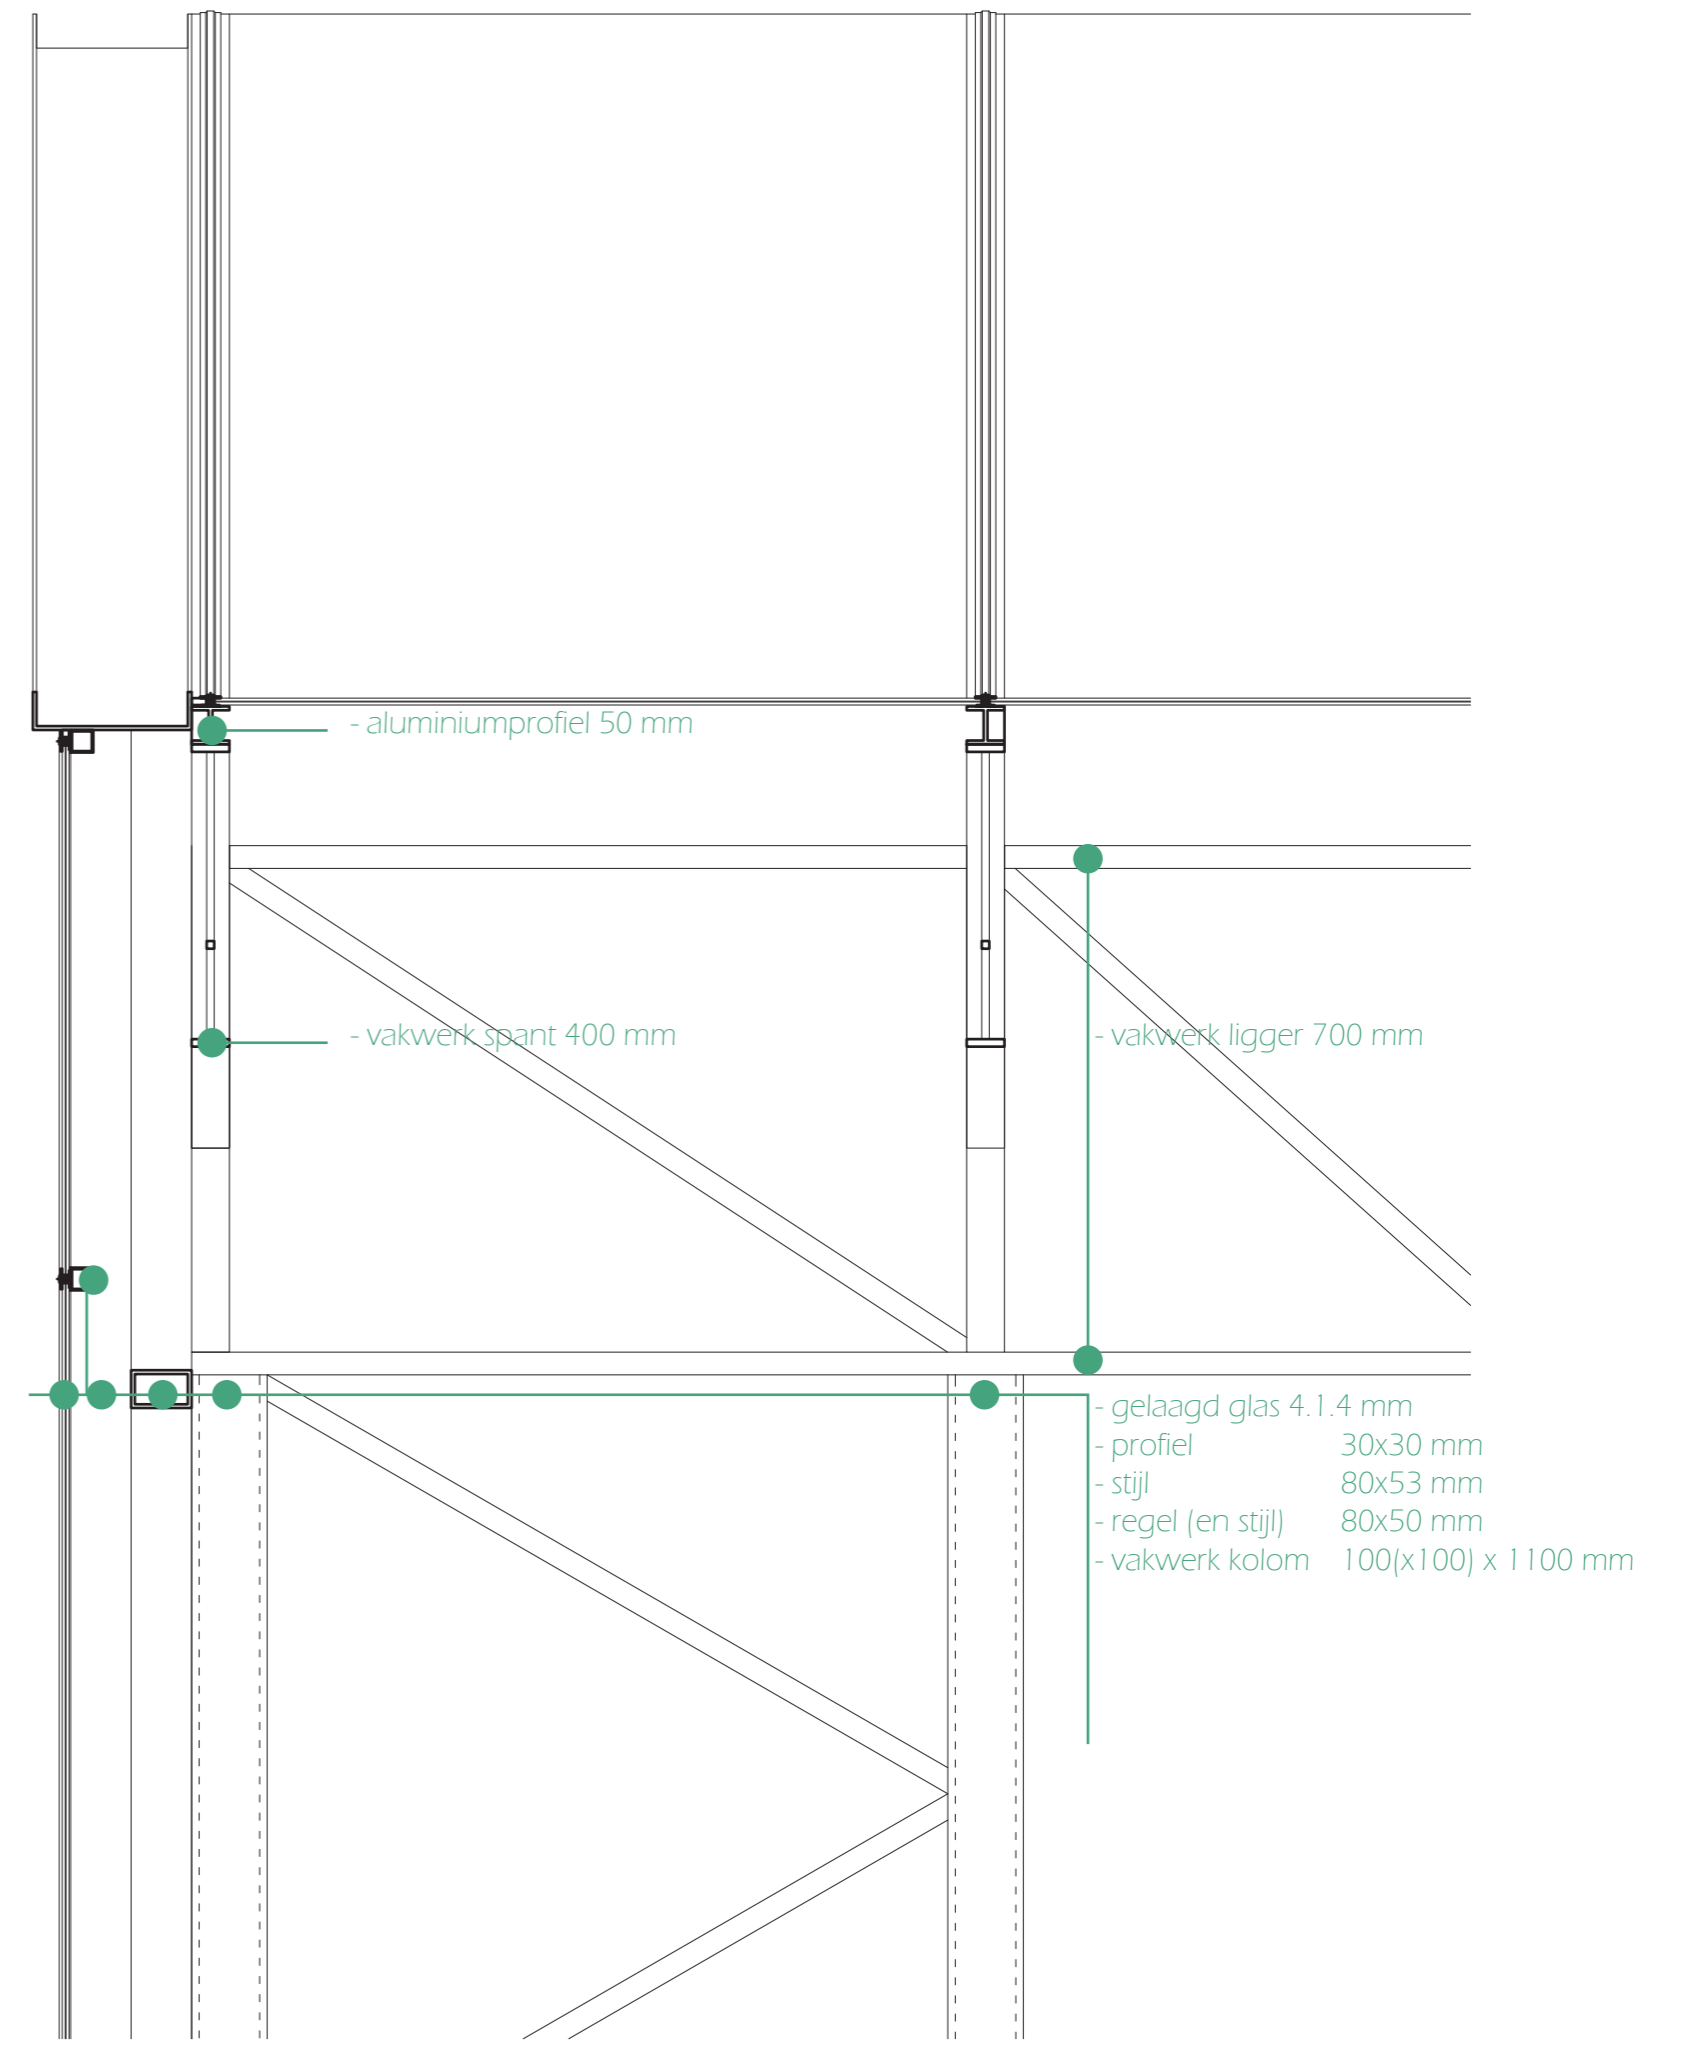 - aluminiumprofiel 50 mm
- vakwerk spant 400 mm
- vakwerk ligger 700 mm
- gelaagd glas 4.1.4 mm
- profiel 30x30 mm
- stijl 80x53 mm
- regel (en stijl) 80x50 mm
- vakwerk kolom 100(x100) x 1100 mm